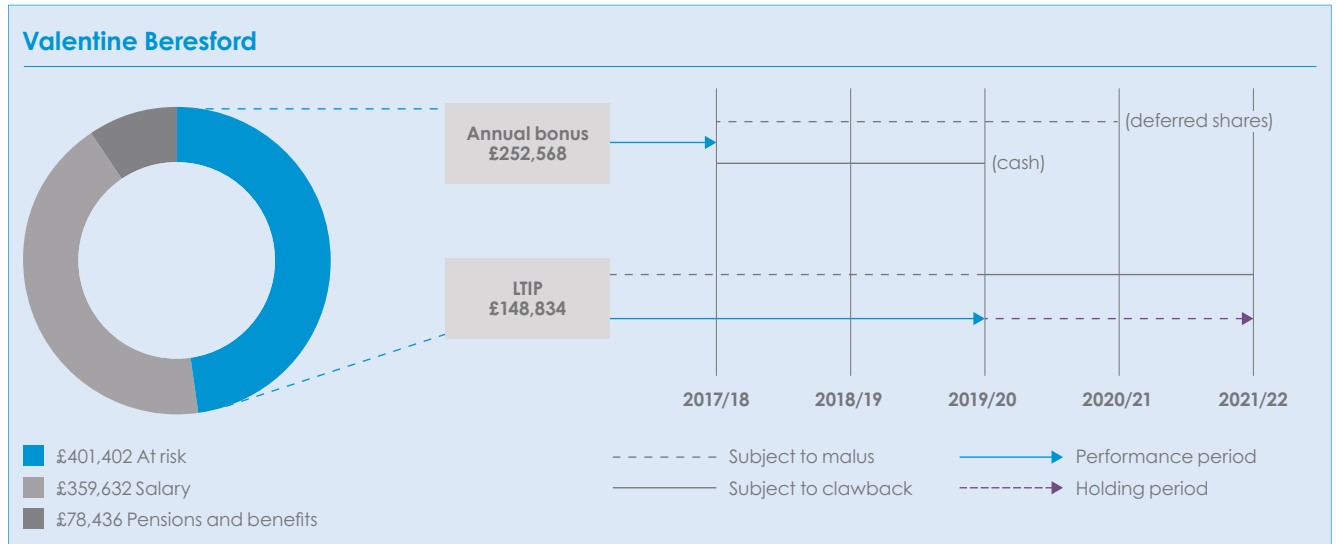 Valentine Beresford
Annual bonus
£252,568
(deferred shares)
(cash)
LTIP
£148,834
2017/18 2018/19 2019/20 2020/21 2021/22
£401,402 At risk
£359,632 Salary
£78,436 Pensions and benefits
Subject to malus
Subject to clawback
Performance period
Holding period